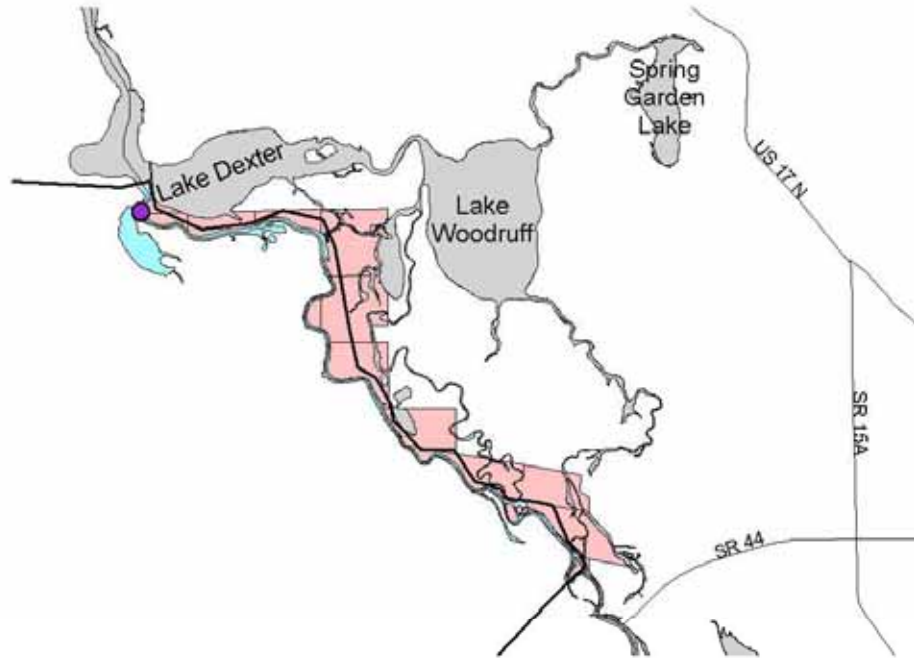 Spring
Garden
Lake
US 17 N
Lake Dexter
Lake
Woodruff
SR 15A
SR 44